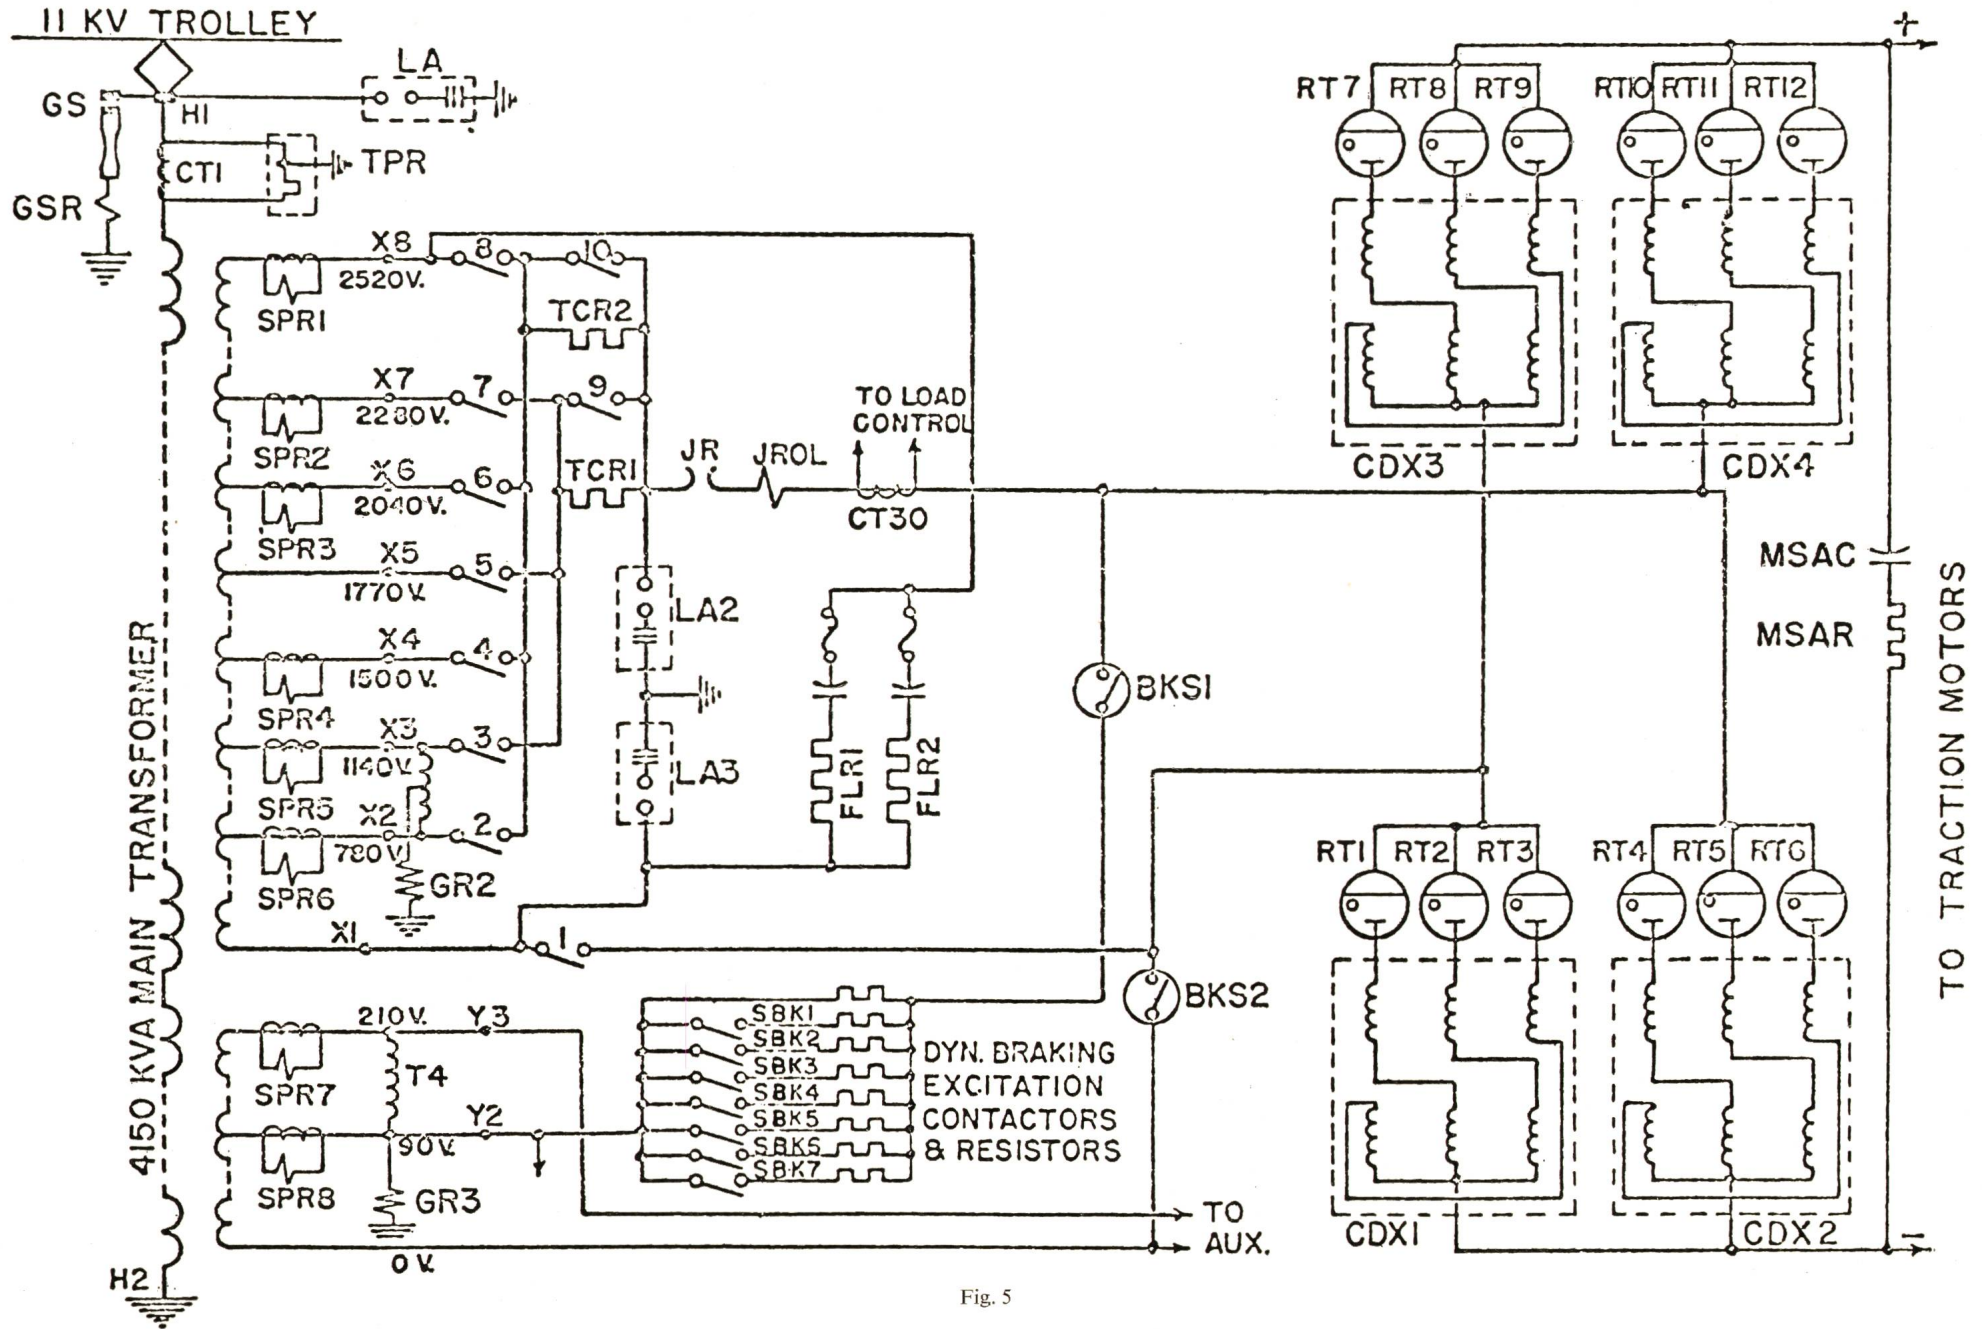 11 KV TROLLEY
LA
GS
H1
CT1
TPR
GSR
X8
8
10
2520V.
SPR1
TCR2
X7
7
9
2280V.
SPR2
X6
6
TCR1
JR
JROL
TO LOAD
CONTROL
2040V.
SPR3
CT30
X5
5
1770V.
X4
4
1500V.
SPR4
LA2
X3
3
1140V.
SPR5
LA3
X2
2
780V.
SPR6
GR2
FLR1
FLR2
X1
1
4150 KVA MAIN TRANSFORMER
H2
210V.
Y3
SPR7
T4
Y2
90V.
SPR8
GR3
0V.
SBK1
SBK2
SBK3
SBK4
SBK5
SBK6
SBK7
DYN. BRAKING
EXCITATION
CONTACTORS
& RESISTORS
BKS1
BKS2
TO
AUX.
RT7
RT8
RT9
RT10
RT11
RT12
+
CDX3
CDX4
MSAC
MSAR
TO TRACTION MOTORS
RT1
RT2
RT3
RT4
RT5
RT6
CDX1
CDX2
-
Fig. 5